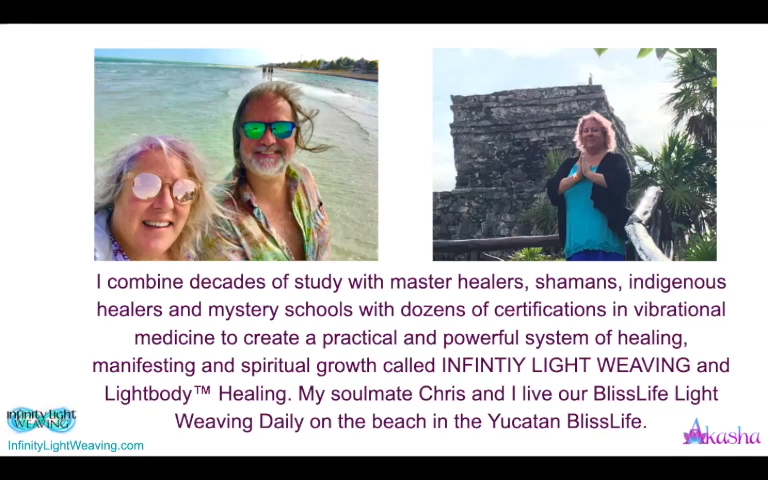 I combine decades of study with master healers, shamans, indigenous
healers and mystery schools with dozens of certifications in vibrational
medicine to create a practical and powerful system of healing,
manifesting and spiritual growth called INFINTIY LIGHT WEAVING and
Lightbody™ Healing. My soulmate Chris and I live our BlissLife Light
Weaving Daily on the beach in the Yucatan BlissLife.
infinity light
WEAVING
InfinityLightWeaving.com
Akasha